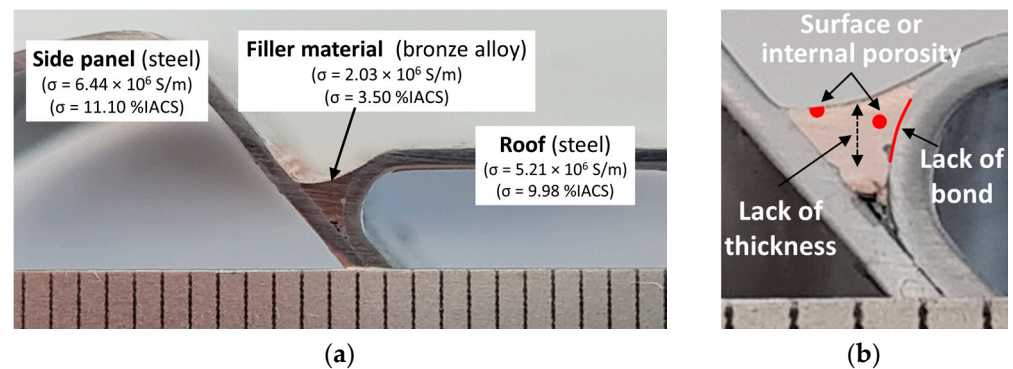 Side panel (steel)
(σ = 6.44 × 10⁶ S/m)
(σ = 11.10 %IACS)
Filler material (bronze alloy)
(σ = 2.03 × 10⁶ S/m)
(σ = 3.50 %IACS)
Roof (steel)
(σ = 5.21 × 10⁶ S/m)
(σ = 9.98 %IACS)
Surface or
internal porosity
Lack of
bond
Lack of
thickness
(a)
(b)